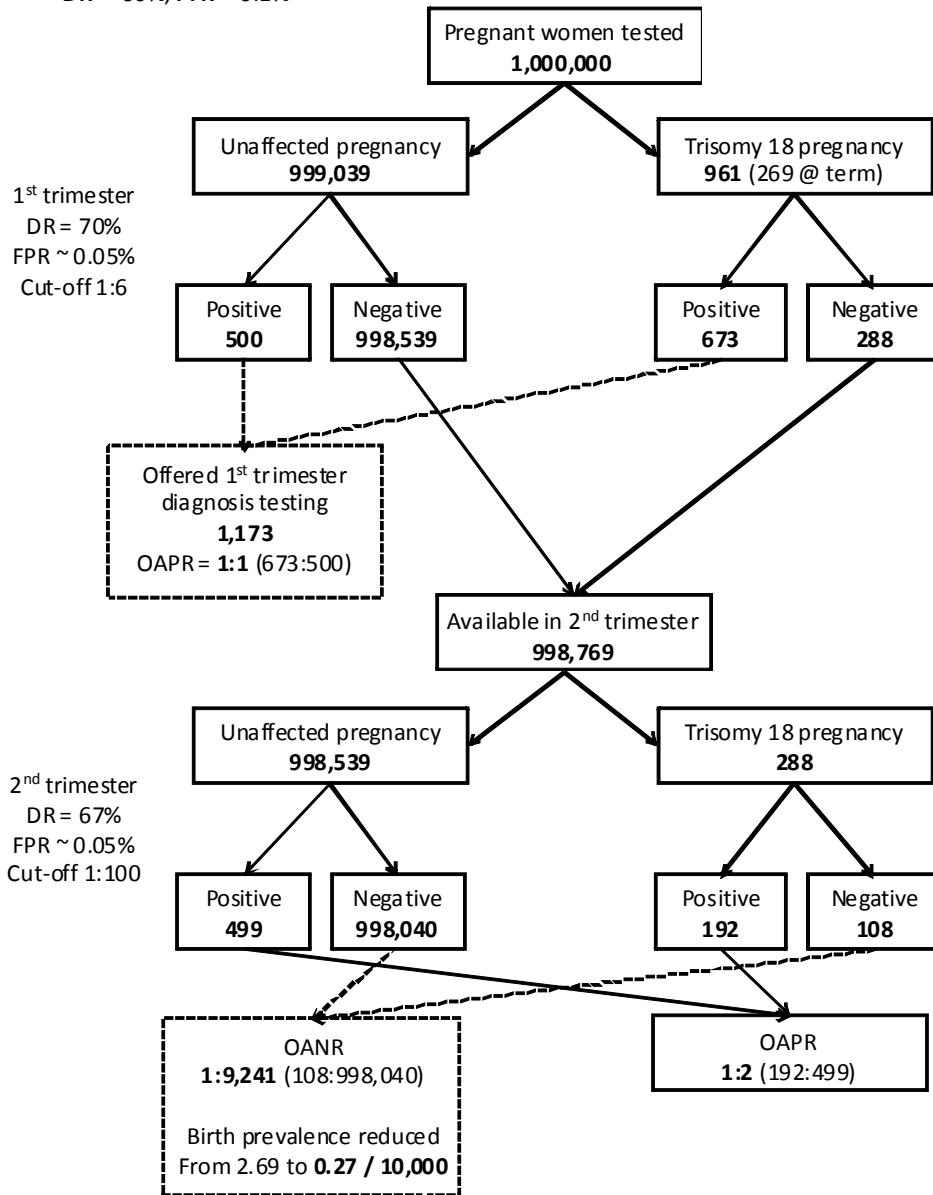 Pregnant women tested
1,000,000
Unaffected pregnancy
999,039
Trisomy 18 pregnancy
961 (269 @ term)
1st trimester
DR = 70%
FPR ~ 0.05%
Cut-off 1:6
Positive
500
Negative
998,539
Positive
673
Negative
288
Offered 1st trimester
diagnosis testing
1,173
OAPR = 1:1 (673:500)
Available in 2nd trimester
998,769
Unaffected pregnancy
998,539
Trisomy 18 pregnancy
288
2nd trimester
DR = 67%
FPR ~ 0.05%
Cut-off 1:100
Positive
499
Negative
998,040
Positive
192
Negative
108
OANR
1:9,241 (108:998,040)
Birth prevalence reduced
From 2.69 to 0.27 / 10,000
OAPR
1:2 (192:499)